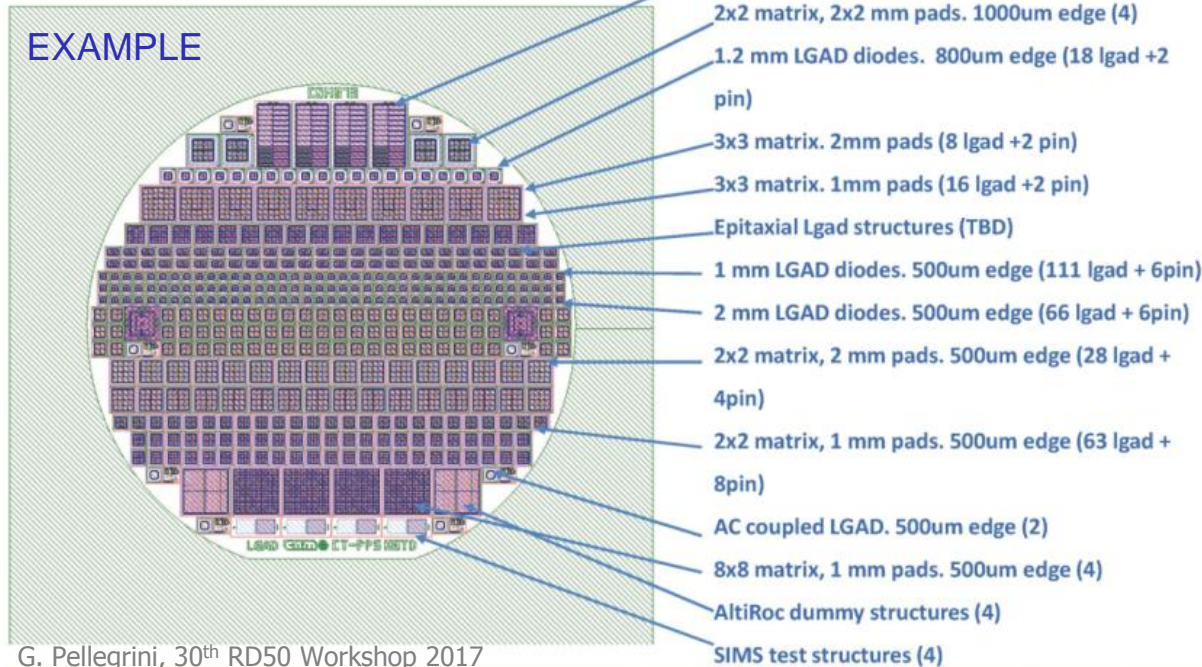 EXAMPLE
2x2 matrix, 2x2 mm pads. 1000um edge (4)
1.2 mm LGAD diodes. 800um edge (18 lgad +2
pin)
3x3 matrix. 2mm pads (8 lgad +2 pin)
3x3 matrix. 1mm pads (16 lgad +2 pin)
Epitaxial Lgad structures (TBD)
1 mm LGAD diodes. 500um edge (111 lgad + 6pin)
2 mm LGAD diodes. 500um edge (66 lgad + 6pin)
2x2 matrix, 2 mm pads. 500um edge (28 lgad +
4pin)
2x2 matrix, 1 mm pads. 500um edge (63 lgad +
8pin)
AC coupled LGAD. 500um edge (2)
8x8 matrix, 1 mm pads. 500um edge (4)
AltiRoc dummy structures (4)
SIMS test structures (4)
LGAD cnm CT-PPS HGTD
G. Pellegrini, 30th RD50 Workshop 2017